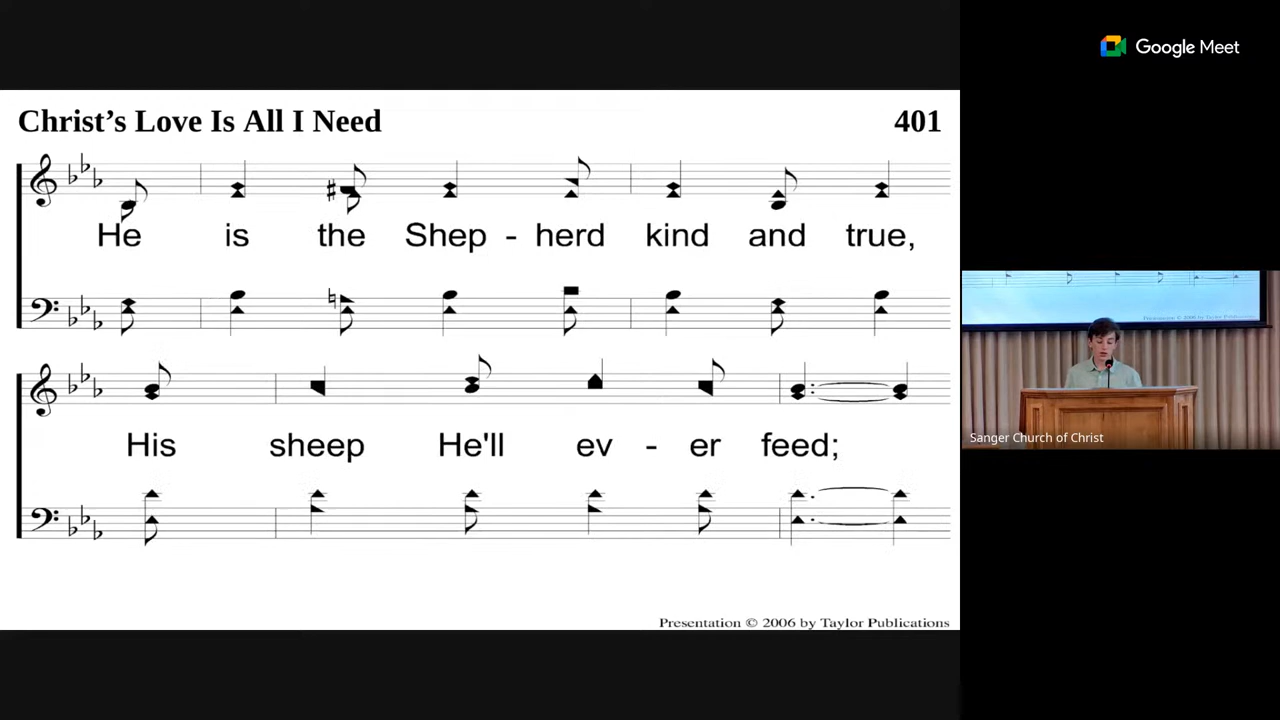 Christ’s Love Is All I Need 401
He is the Shep - herd kind and true,
His sheep He'll ev - er feed;
Presentation © 2006 by Taylor Publications
Google Meet
Sanger Church of Christ